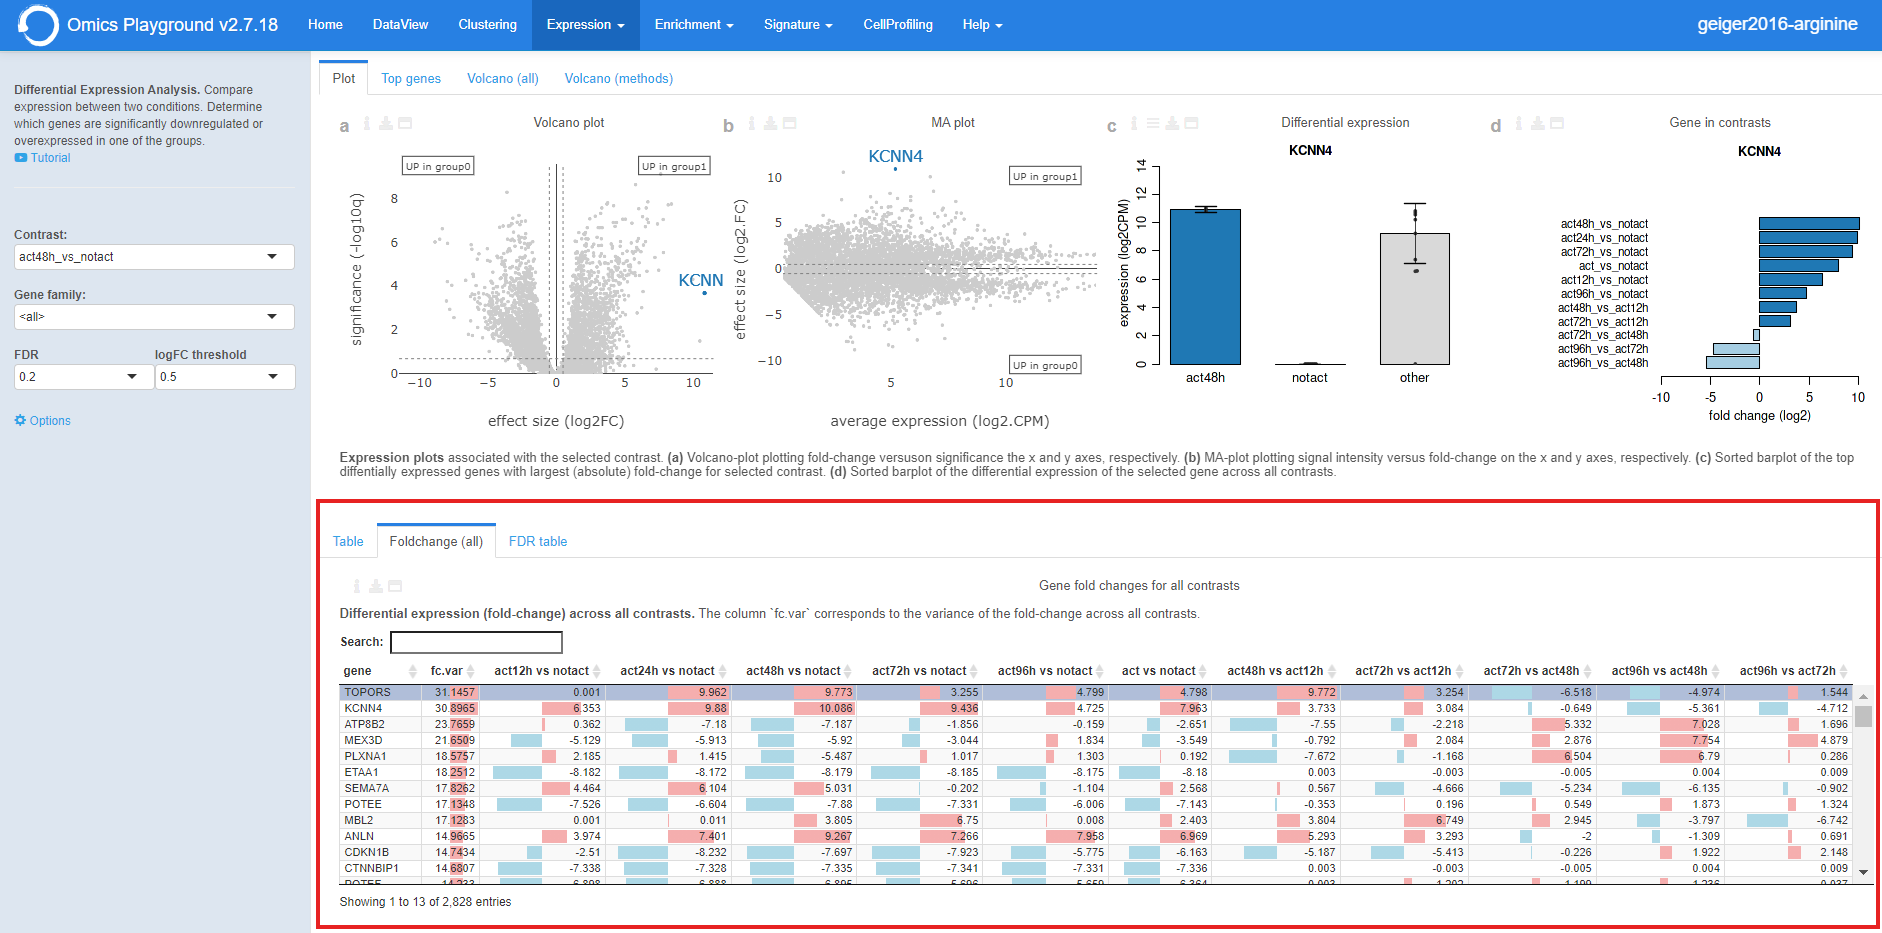 Omics Playground v2.7.18 Home DataView Clustering Expression Enrichment Signature CellProfiling Help geiger2016-arginine
Differential Expression Analysis. Compare
expression between two conditions. Determine
which genes are significantly downregulated or
overexpressed in one of the groups.
Tutorial
Contrast:
act48h_vs_notact
Gene family:
<all>
FDR logFC threshold
0.2 0.5
Options
Plot Top genes Volcano (all) Volcano (methods)
a Volcano plot
UP in group0 UP in group1
KCNN
significance (-log10q)
8
6
4
2
0
−10 −5 0 5 10
effect size (log2FC)
b MA plot
KCNN4
UP in group1
UP in group0
effect size (log2.FC)
10
5
0
−5
−10
5 10
average expression (log2.CPM)
c Differential expression
KCNN4
expression (log2CPM)
14
12
10
8
6
4
2
0
act48h notact other
d Gene in contrasts
KCNN4
act48h_vs_notact
act24h_vs_notact
act72h_vs_notact
act_vs_notact
act12h_vs_notact
act96h_vs_notact
act48h_vs_act12h
act72h_vs_act12h
act72h_vs_act48h
act96h_vs_act72h
act96h_vs_act48h
-10 -5 0 5 10
fold change (log2)
Expression plots associated with the selected contrast. (a) Volcano-plot plotting fold-change versuson significance the x and y axes, respectively. (b) MA-plot plotting signal intensity versus fold-change on the x and y axes, respectively. (c) Sorted barplot of the top
diffentially expressed genes with largest (absolute) fold-change for selected contrast. (d) Sorted barplot of the differential expression of the selected gene across all contrasts.
Table Foldchange (all) FDR table
Gene fold changes for all contrasts
Differential expression (fold-change) across all contrasts. The column `fc.var` corresponds to the variance of the fold-change across all contrasts.
Search:
gene fc.var act12h vs notact act24h vs notact act48h vs notact act72h vs notact act96h vs notact act vs notact act48h vs act12h act72h vs act12h act72h vs act48h act96h vs act48h act96h vs act72h
TOPORS 31.1457 0.001 9.962 9.773 3.255 4.799 4.798 9.772 3.254 -6.518 -4.974 1.544
KCNN4 30.8965 6.353 9.88 10.086 9.436 4.725 7.963 3.733 3.084 -0.649 -5.361 -4.712
ATP8B2 23.7659 0.362 -7.18 -7.187 -1.856 -0.159 -2.651 -7.55 -2.218 5.332 7.028 1.696
MEX3D 21.6509 -5.129 -5.913 -5.92 -3.044 1.834 -3.549 -0.792 2.084 2.876 7.754 4.879
PLXNA1 18.5757 2.185 1.415 -5.487 1.017 1.303 0.192 -7.672 -1.168 6.504 6.79 0.286
ETAA1 18.2512 -8.182 -8.172 -8.179 -8.185 -8.175 -8.18 0.003 -0.003 -0.005 0.004 0.009
SEMA7A 17.8262 4.464 6.104 5.031 -0.202 -1.104 2.568 0.567 -4.666 -5.234 -6.135 -0.902
POTEE 17.1348 -7.526 -6.604 -7.88 -7.331 -6.006 -7.143 -0.353 0.196 0.549 1.873 1.324
MBL2 17.1283 0.001 0.011 3.805 6.75 0.008 2.403 3.804 6.749 2.945 -3.797 -6.742
ANLN 14.9665 3.974 7.401 9.267 7.266 7.958 6.969 5.293 3.293 -2 -1.309 0.691
CDKN1B 14.7434 -2.51 -8.232 -7.697 -7.923 -5.775 -6.163 -5.187 -5.413 -0.226 1.922 2.148
CTNNBIP1 14.6807 -7.338 -7.328 -7.335 -7.341 -7.331 -7.336 0.003 -0.003 -0.005 0.004 0.009
Showing 1 to 13 of 2,828 entries